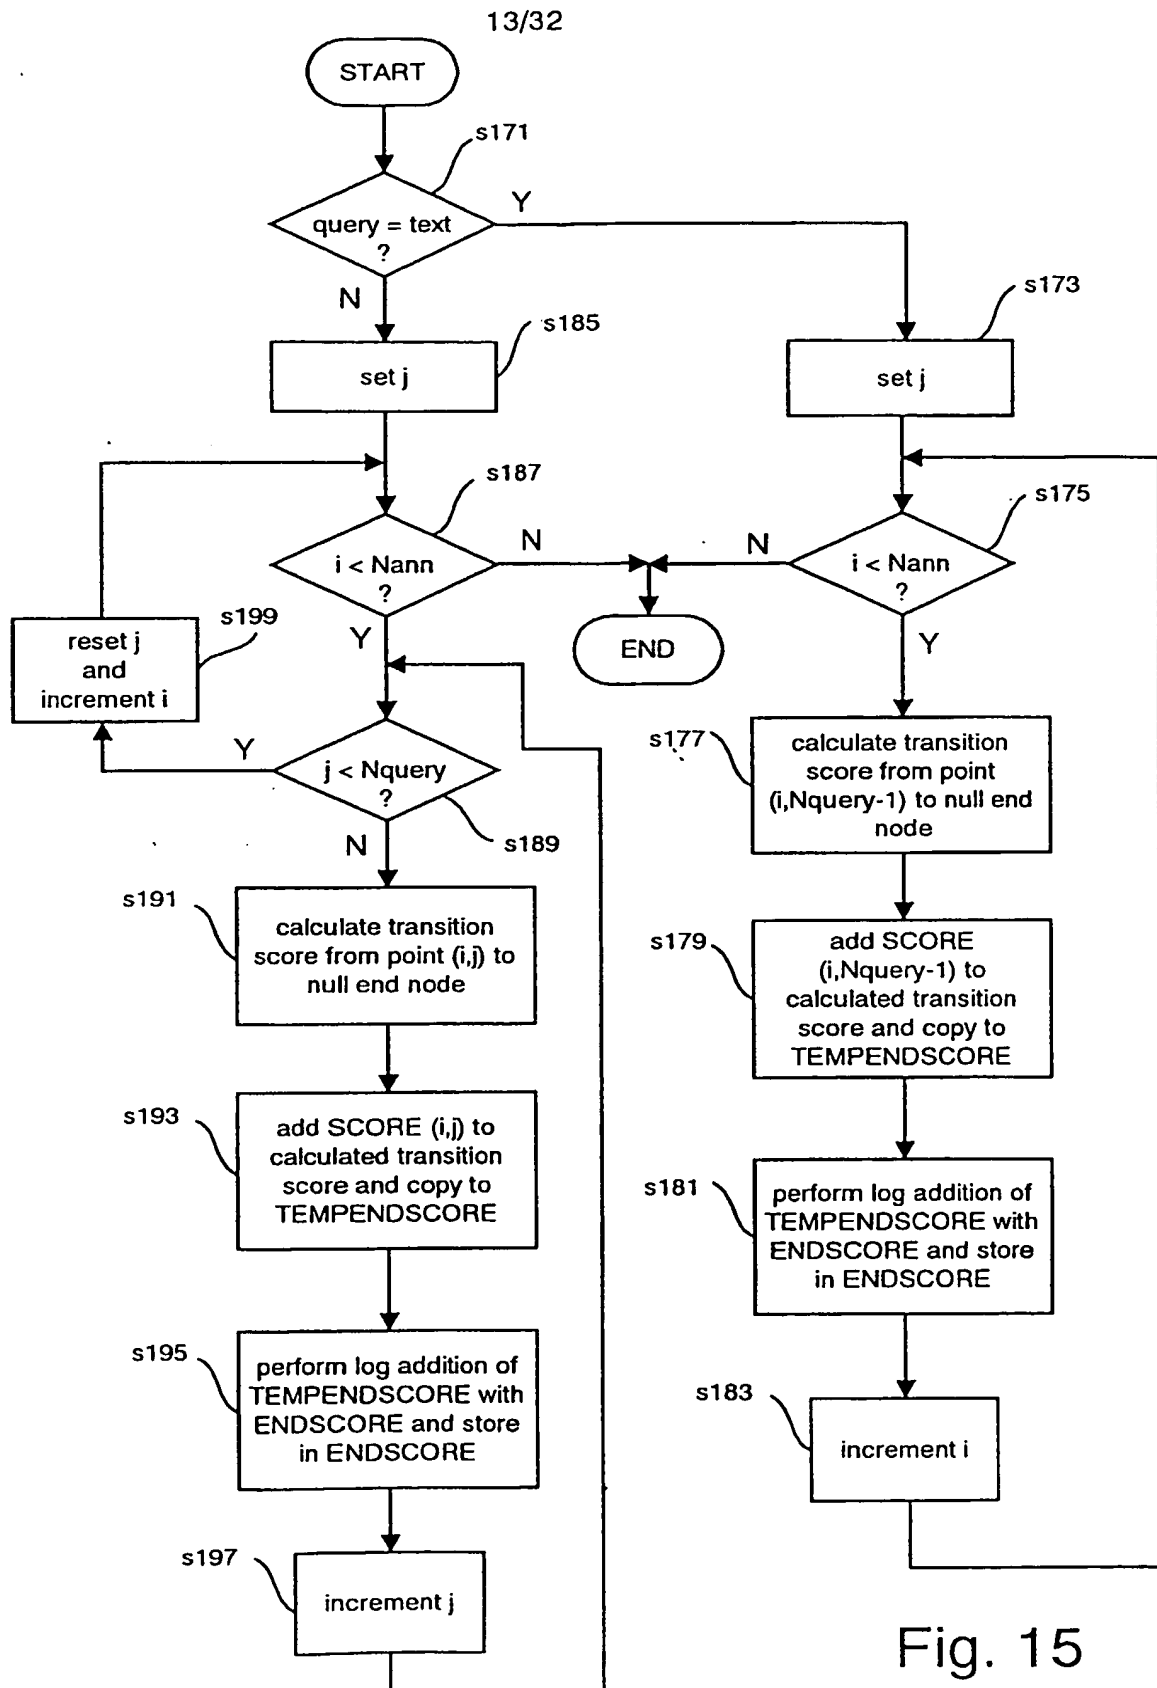 13/32
START
s171
query = text
?
Y
N
s185
set j
s173
set j
s187
i < Nann
?
N
Y
s175
i < Nann
?
N
Y
END
s199
reset j
and
increment i
j < Nquery
?
Y
N
s189
s177
calculate transition
score from point
(i,Nquery-1) to null end
node
s191
calculate transition
score from point (i,j) to
null end node
s179
add SCORE
(i,Nquery-1) to
calculated transition
score and copy to
TEMPENDSCORE
s193
add SCORE (i,j) to
calculated transition
score and copy to
TEMPENDSCORE
s181
perform log addition of
TEMPENDSCORE with
ENDSCORE and store
in ENDSCORE
s195
perform log addition of
TEMPENDSCORE with
ENDSCORE and store
in ENDSCORE
s183
increment i
s197
increment j
Fig. 15